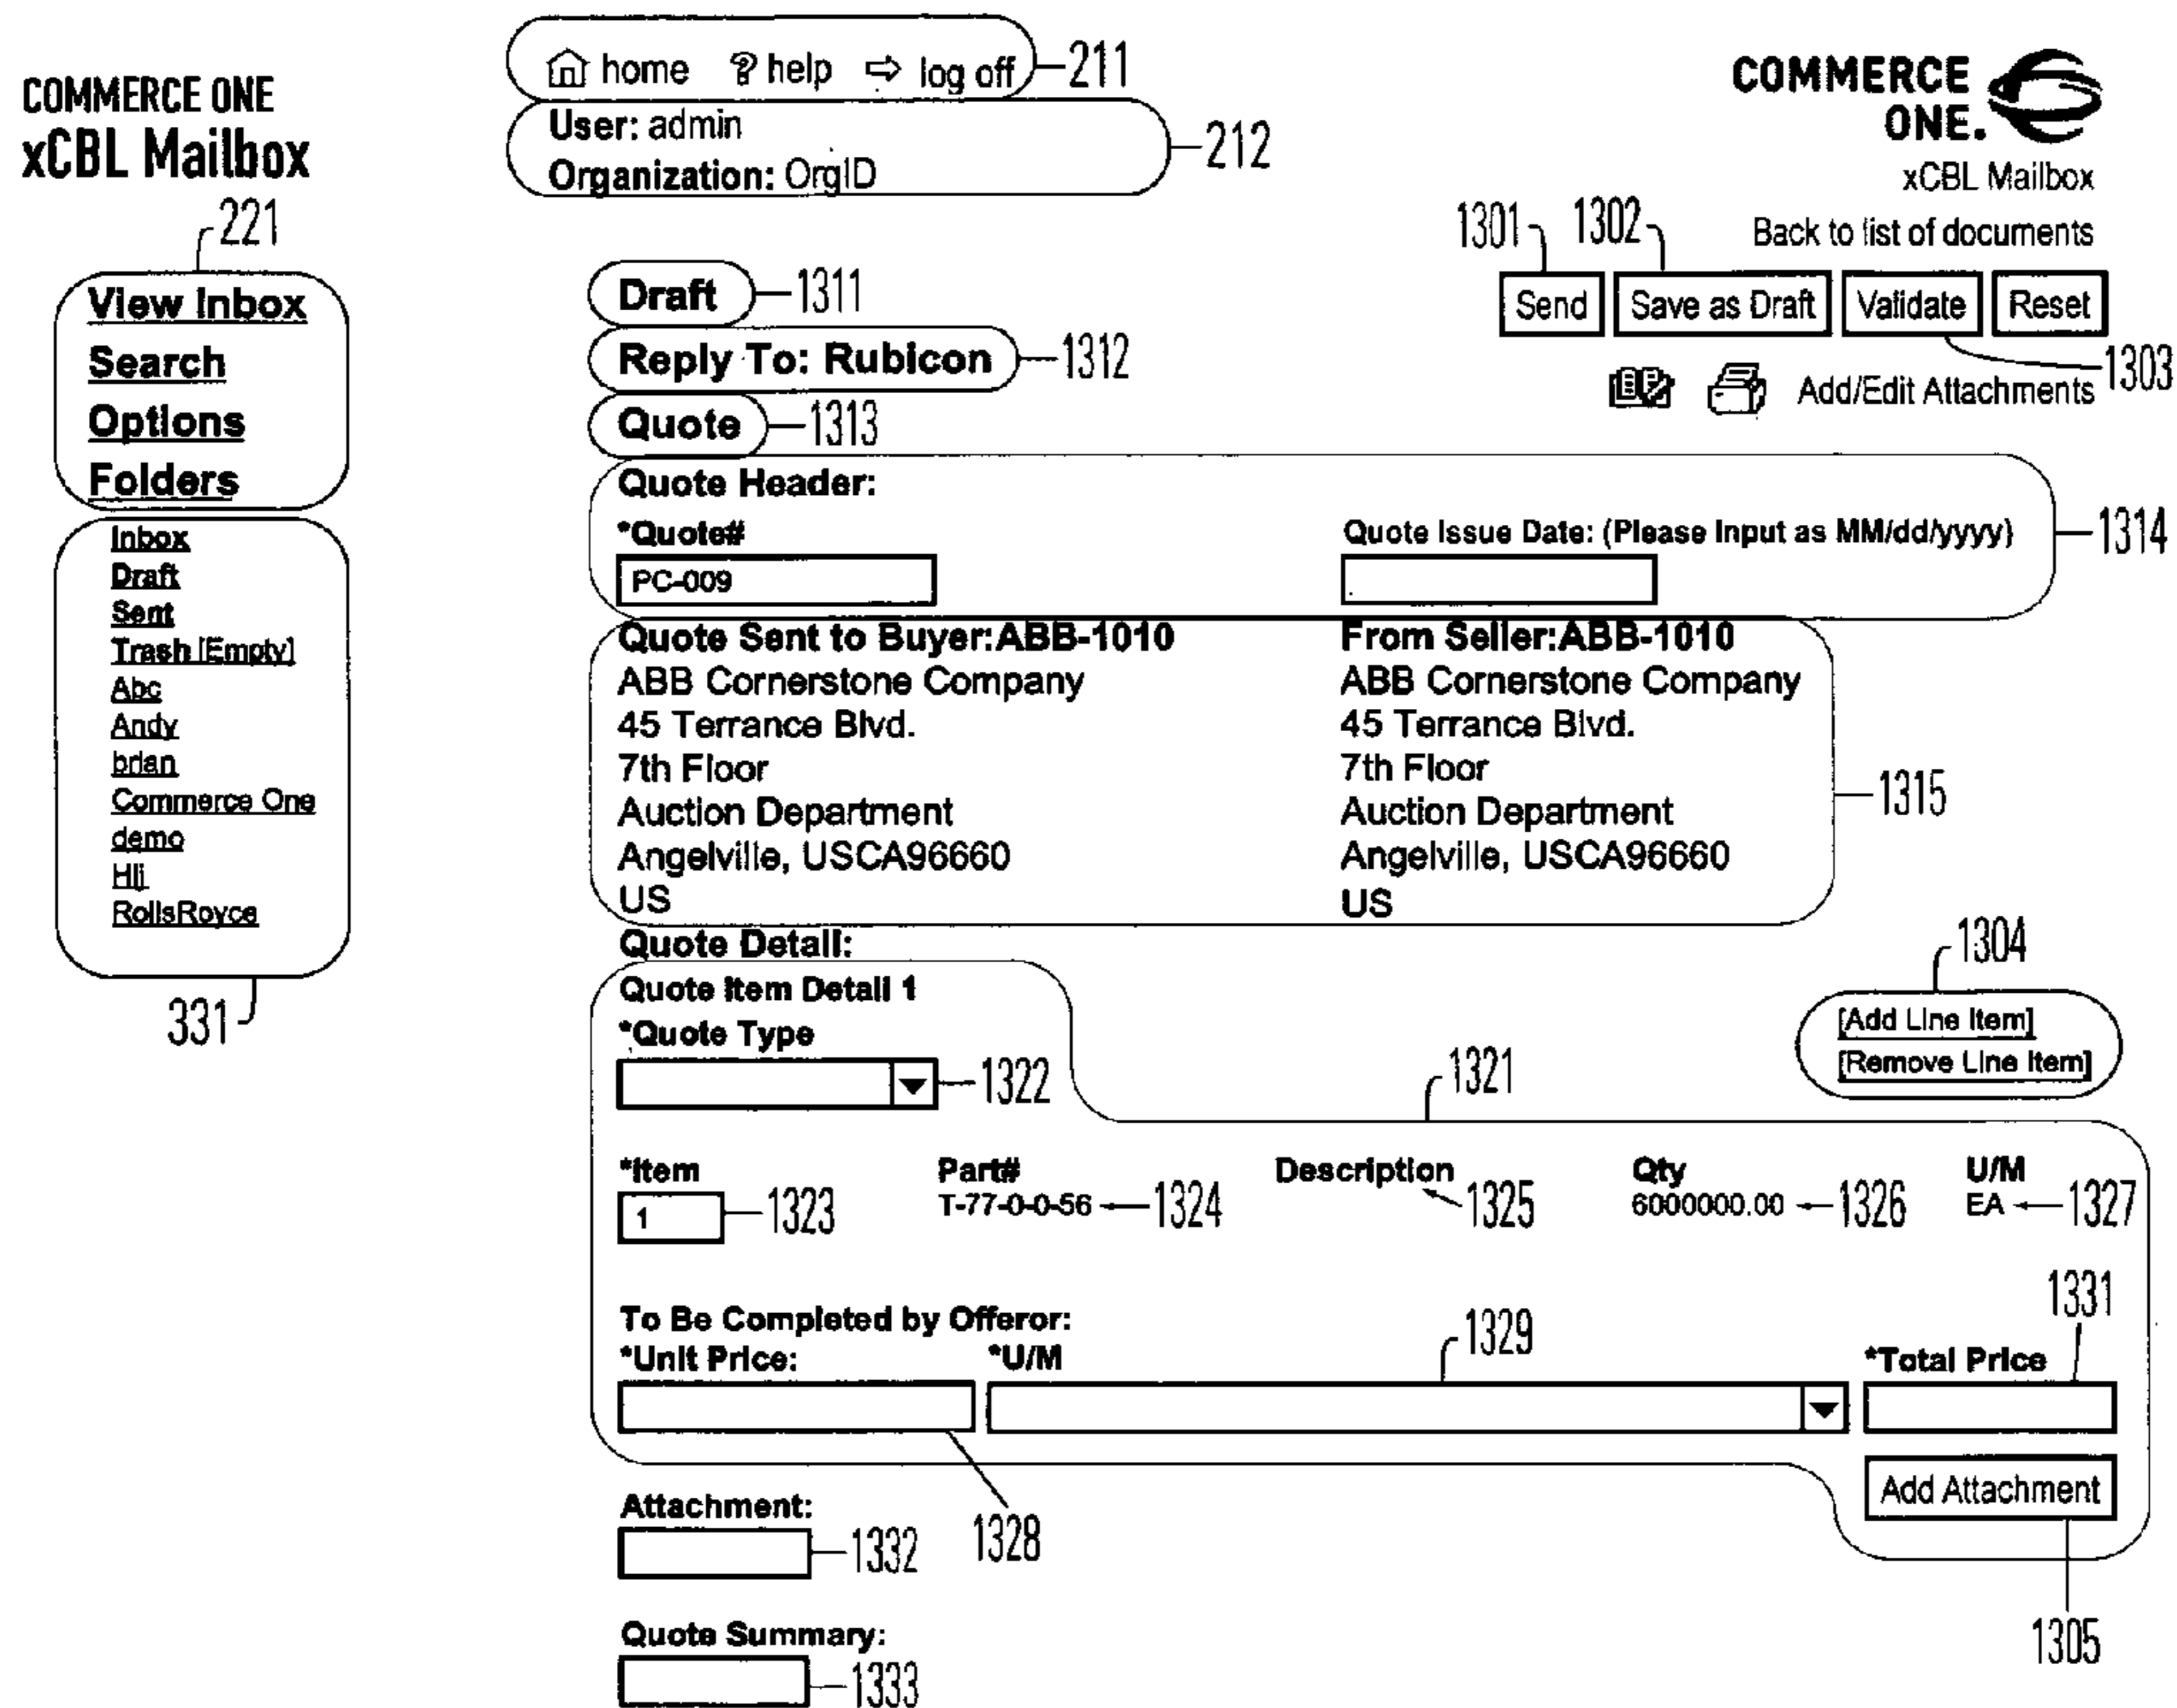 COMMERCE ONE
xCBL Mailbox
home ? help log off 211
User: admin
Organization: OrgID
212
COMMERCE
ONE.
xCBL Mailbox
Back to list of documents
1301 1302
Send Save as Draft Validate Reset
1303
Add/Edit Attachments
221
View Inbox
Search
Options
Folders
Inbox
Draft
Sent
Trash [Empty]
Abc
Andy
brian
Commerce One
demo
Hlj
RollsRoyce
331
Draft 1311
Reply To: Rubicon 1312
Quote 1313
Quote Header:
*Quote# Quote Issue Date: (Please Input as MM/dd/yyyy) 1314
PC-009
Quote Sent to Buyer:ABB-1010 From Seller:ABB-1010
ABB Cornerstone Company ABB Cornerstone Company
45 Terrance Blvd. 45 Terrance Blvd.
7th Floor 7th Floor
1315
Auction Department Auction Department
Angelville, USCA96660 Angelville, USCA96660
US US
Quote Detail:
1304
Quote Item Detail 1
[Add Line Item]
*Quote Type
[Remove Line Item]
1322 1321
*Item Part# Description Qty U/M
1 1323 T-77-0-0-56 1324 1325 6000000.00 1326 EA 1327
1331
To Be Completed by Offeror: 1329
*Unit Price: *U/M *Total Price
Add Attachment
Attachment:
1332 1328
1305
Quote Summary:
1333